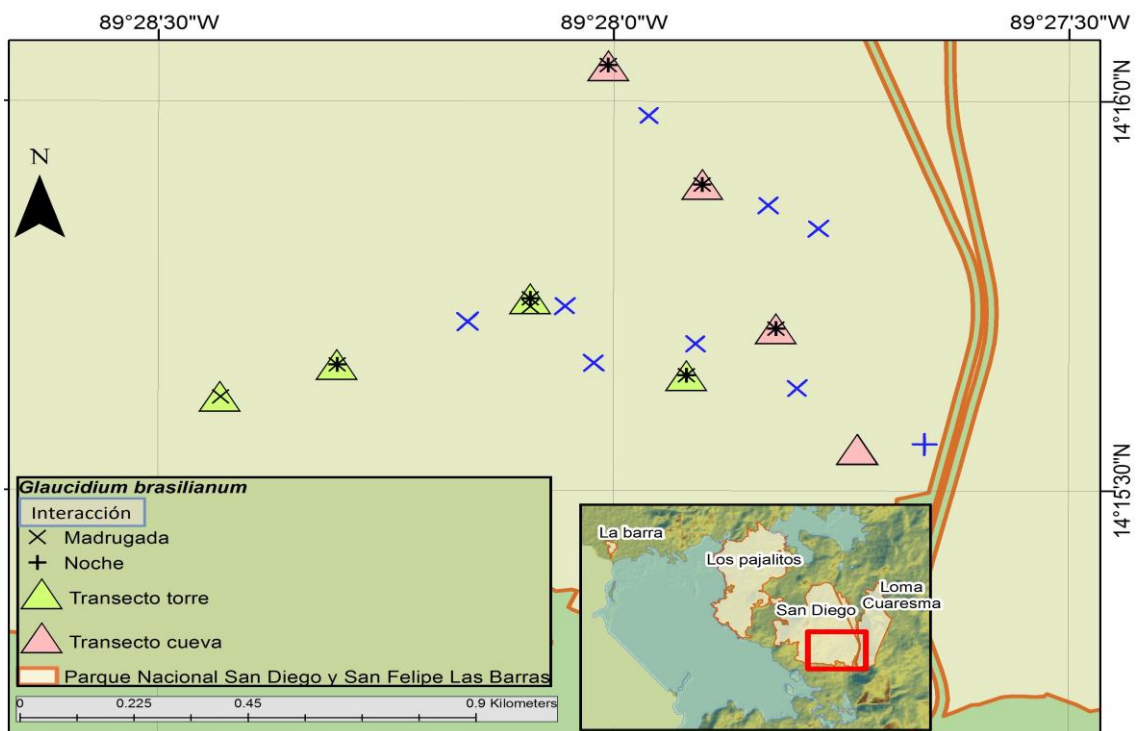 89°28'30"W
89°28'0"W
89°27'30"W
14°16'0"N
N
14°15'30"N
Glaucidium brasilianum
Interacción
Madrugada
Noche
Transecto torre
Transecto cueva
Parque Nacional San Diego y San Felipe Las Barras
0 0.225 0.45 0.9 Kilometers
La barra
Los pajalitos
San Diego
Loma
Cuaresma